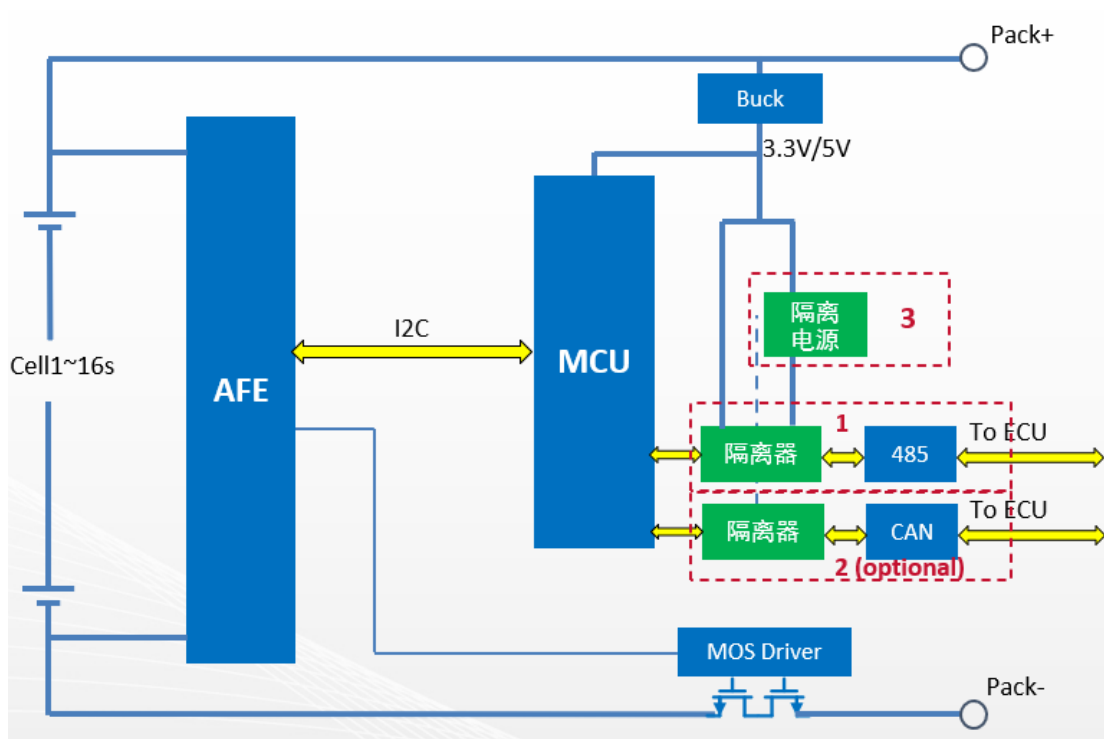 Pack+
Buck
3.3V/5V
隔离
电源
3
I2C
Cell1~16s
AFE
MCU
1
隔离器
485
To ECU
隔离器
CAN
To ECU
2 (optional)
MOS Driver
Pack-